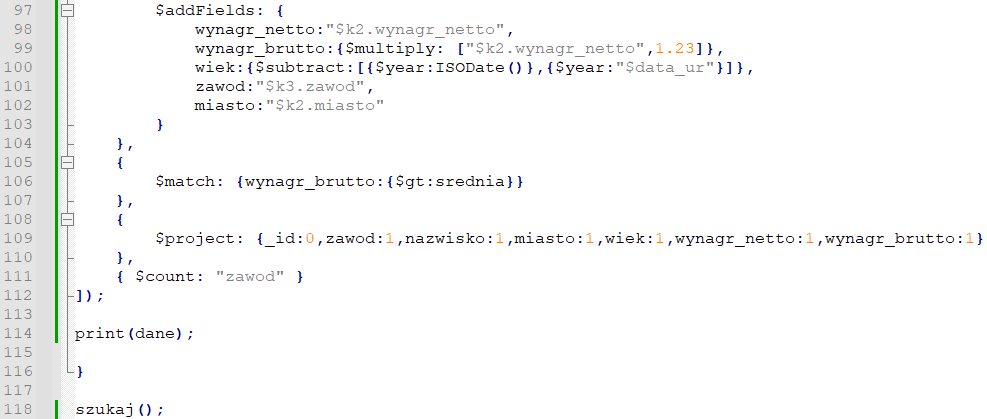 97 $addFields: {
98 wynagr_netto:"$k2.wynagr_netto",
99 wynagr_brutto:{$multiply: ["$k2.wynagr_netto",1.23]},
100 wiek:{$subtract:[{$year:ISODate()},{$year:"$data_ur"}]},
101 zawod:"$k3.zawod",
102 miasto:"$k2.miasto"
103 }
104 },
105 {
106 $match: {wynagr_brutto:{$gt:srednia}}
107 },
108 {
109 $project: {_id:0,zawod:1,nazwisko:1,miasto:1,wiek:1,wynagr_netto:1,wynagr_brutto:1}
110 },
111 { $count: "zawod" }
112 ]);
113
114 print(dane);
115
116 }
117
118 szukaj();